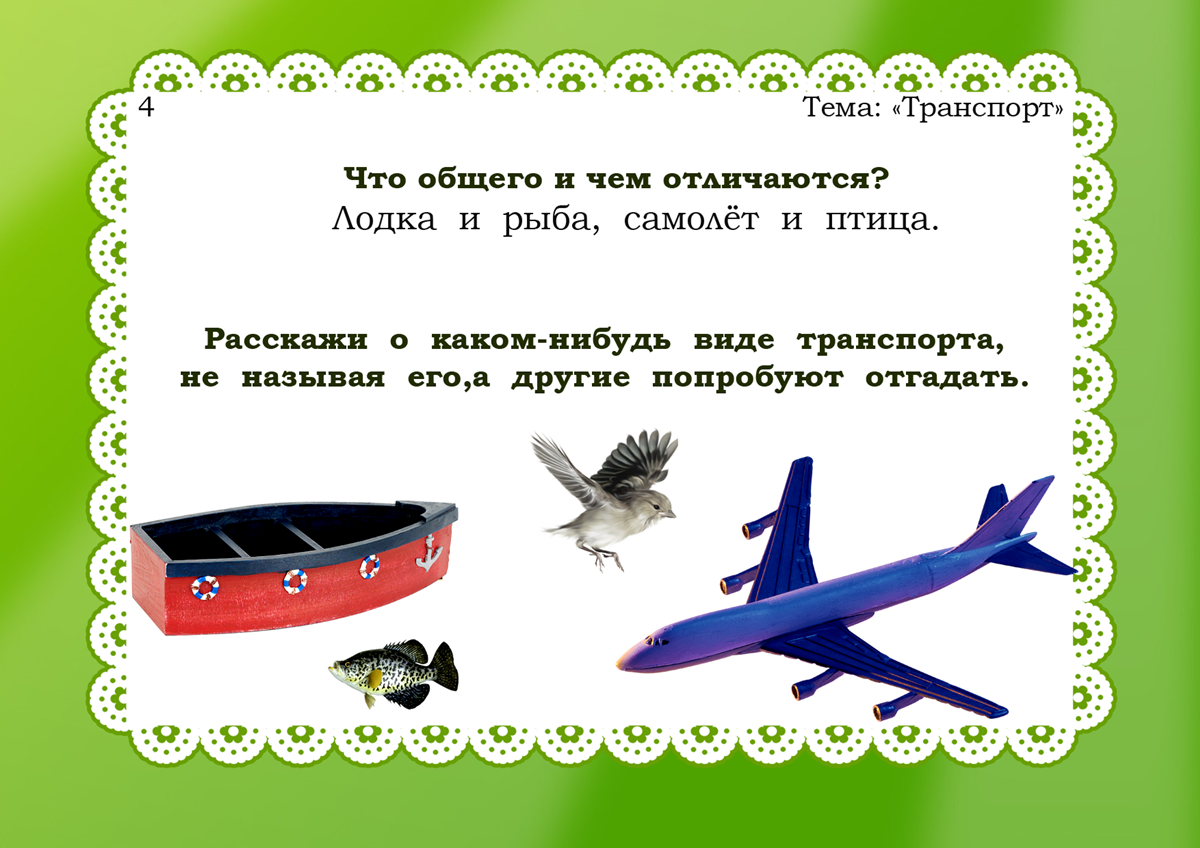 4
Тема: «Транспорт»
Что общего и чем отличаются?
Лодка и рыба, самолёт и птица.
Расскажи о каком-нибудь виде транспорта,
не называя его,а другие попробуют отгадать.